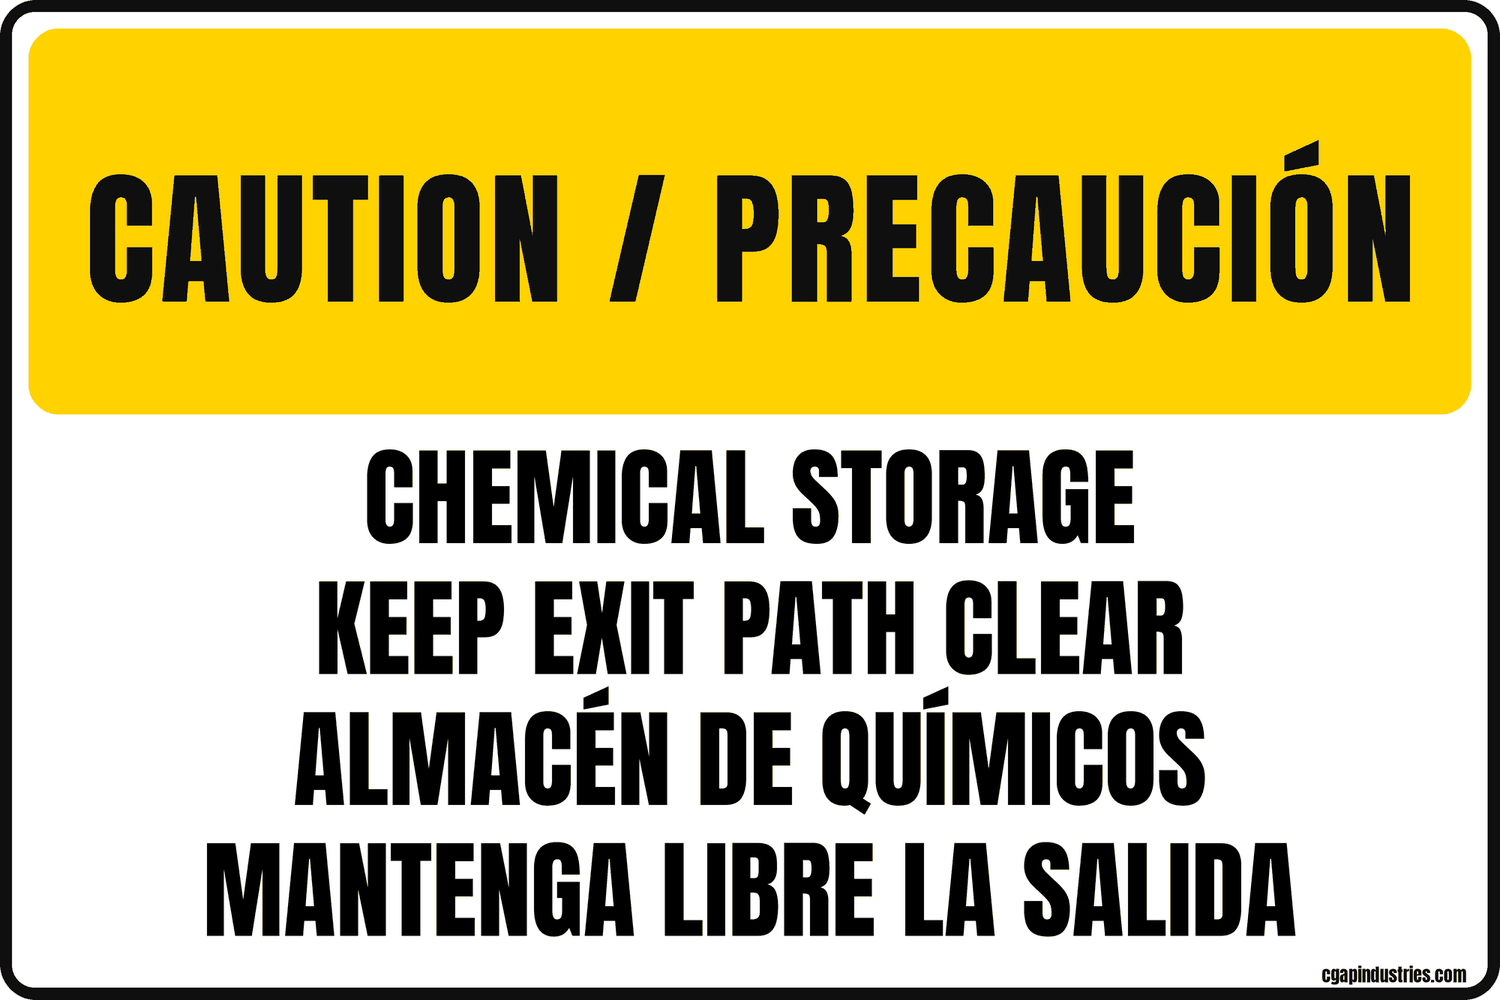 CAUTION / PRECAUCIÓN
CHEMICAL STORAGE
KEEP EXIT PATH CLEAR
ALMACÉN DE QUÍMICOS
MANTENGA LIBRE LA SALIDA
cgapindustries.com